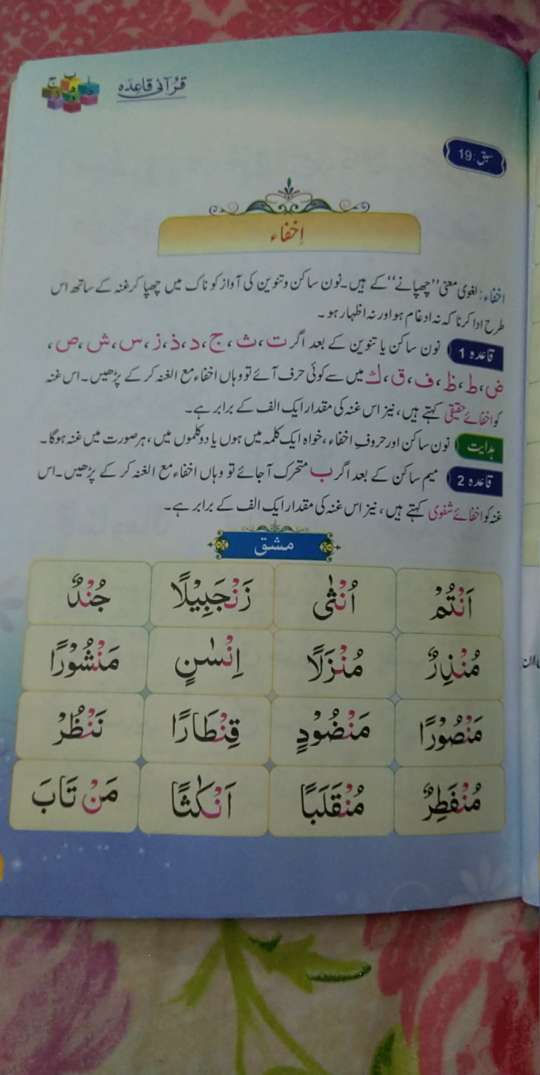 قرآنی قاعدہ
سبق: 19
اِخفاء
اخفاء: لغوی معنی ’’چھپانے‘‘ کے ہیں۔ نون ساکن وتنوین کی آواز کو ناک میں چھپا کر غنہ کے ساتھ اس
طرح ادا کرنا کہ نہ ادغام ہو اور نہ اظہار ہو۔
قاعدہ 1 نون ساکن یا تنوین کے بعد اگر ت، ث، ج، د، ذ، ز، س، ش، ص،
ض، ط، ظ، ف، ق، ك میں سے کوئی حرف آئے تو وہاں اخفاء مع الغنہ کر کے پڑھیں۔ اس غنہ
کو اخفائے حقیقی کہتے ہیں، نیز اس غنہ کی مقدار ایک الف کے برابر ہے۔
ہدایت نون ساکن اور حروفِ اخفاء، خواہ ایک کلمہ میں ہوں یا دو کلموں میں، ہر صورت میں غنہ ہوگا۔
قاعدہ 2 میم ساکن کے بعد اگر ب متحرک آجائے تو وہاں اخفاء مع الغنہ کر کے پڑھیں۔ اس
غنہ کو اخفائے شفوی کہتے ہیں، نیز اس غنہ کی مقدار ایک الف کے برابر ہے۔
مشق
اَنْتُمْ اُنْثٰی زَنْجَبِیْلًا جُنْدٌ
مُنْذِرٌ مُنْزَلًا اِنْسٰنٍ مَنْشُوْرًا
مَنْصُوْرًا مَنْضُوْدٍ قِنْطَارًا نَنْظُرْ
مُنْفَطِرٌ مُنْقَلَبًا اَنْكَاثًا مَنْ تَابَ